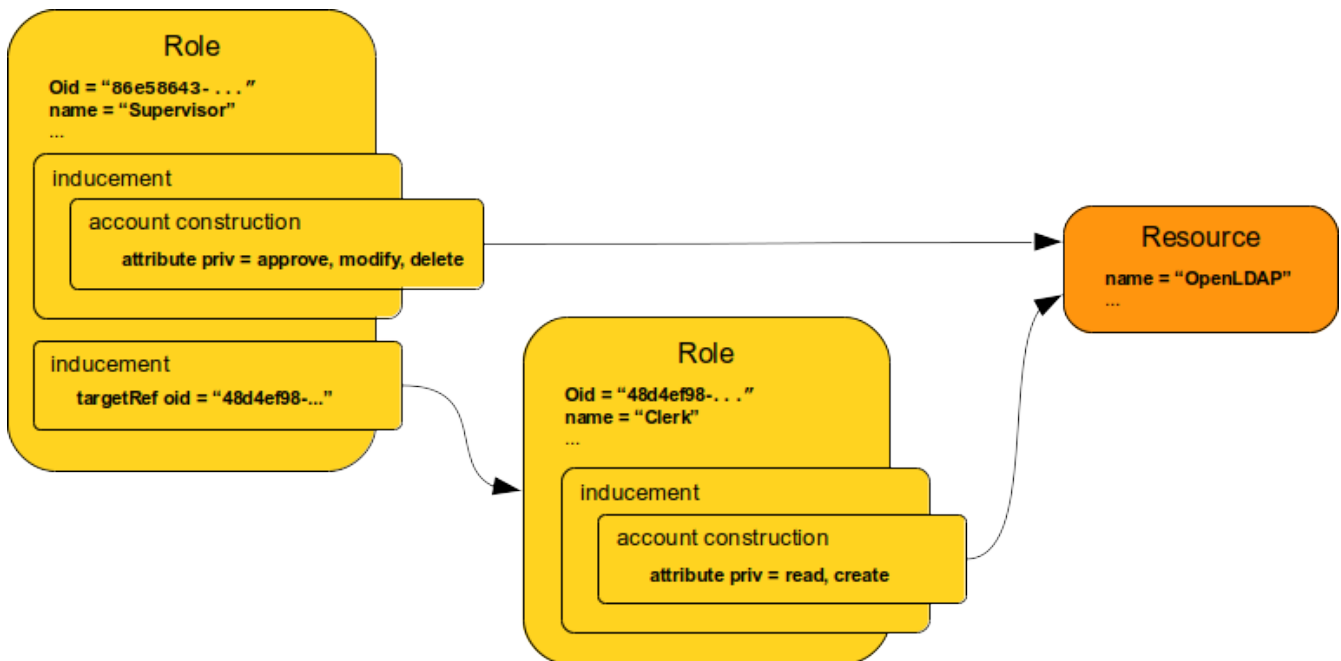 Role
Oid = “86e58643- . . . ”
name = “Supervisor”
...
inducement
account construction
attribute priv = approve, modify, delete
inducement
targetRef oid = “48d4ef98-...”
Role
Oid = “48d4ef98-. . . ”
name = “Clerk”
...
inducement
account construction
attribute priv = read, create
Resource
name = “OpenLDAP”
...